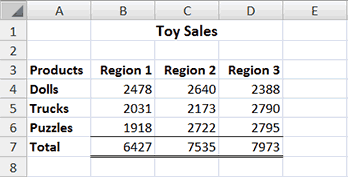 A B C D E
1 Toy Sales
2
3 Products Region 1 Region 2 Region 3
4 Dolls 2478 2640 2388
5 Trucks 2031 2173 2790
6 Puzzles 1918 2722 2795
7 Total 6427 7535 7973
8